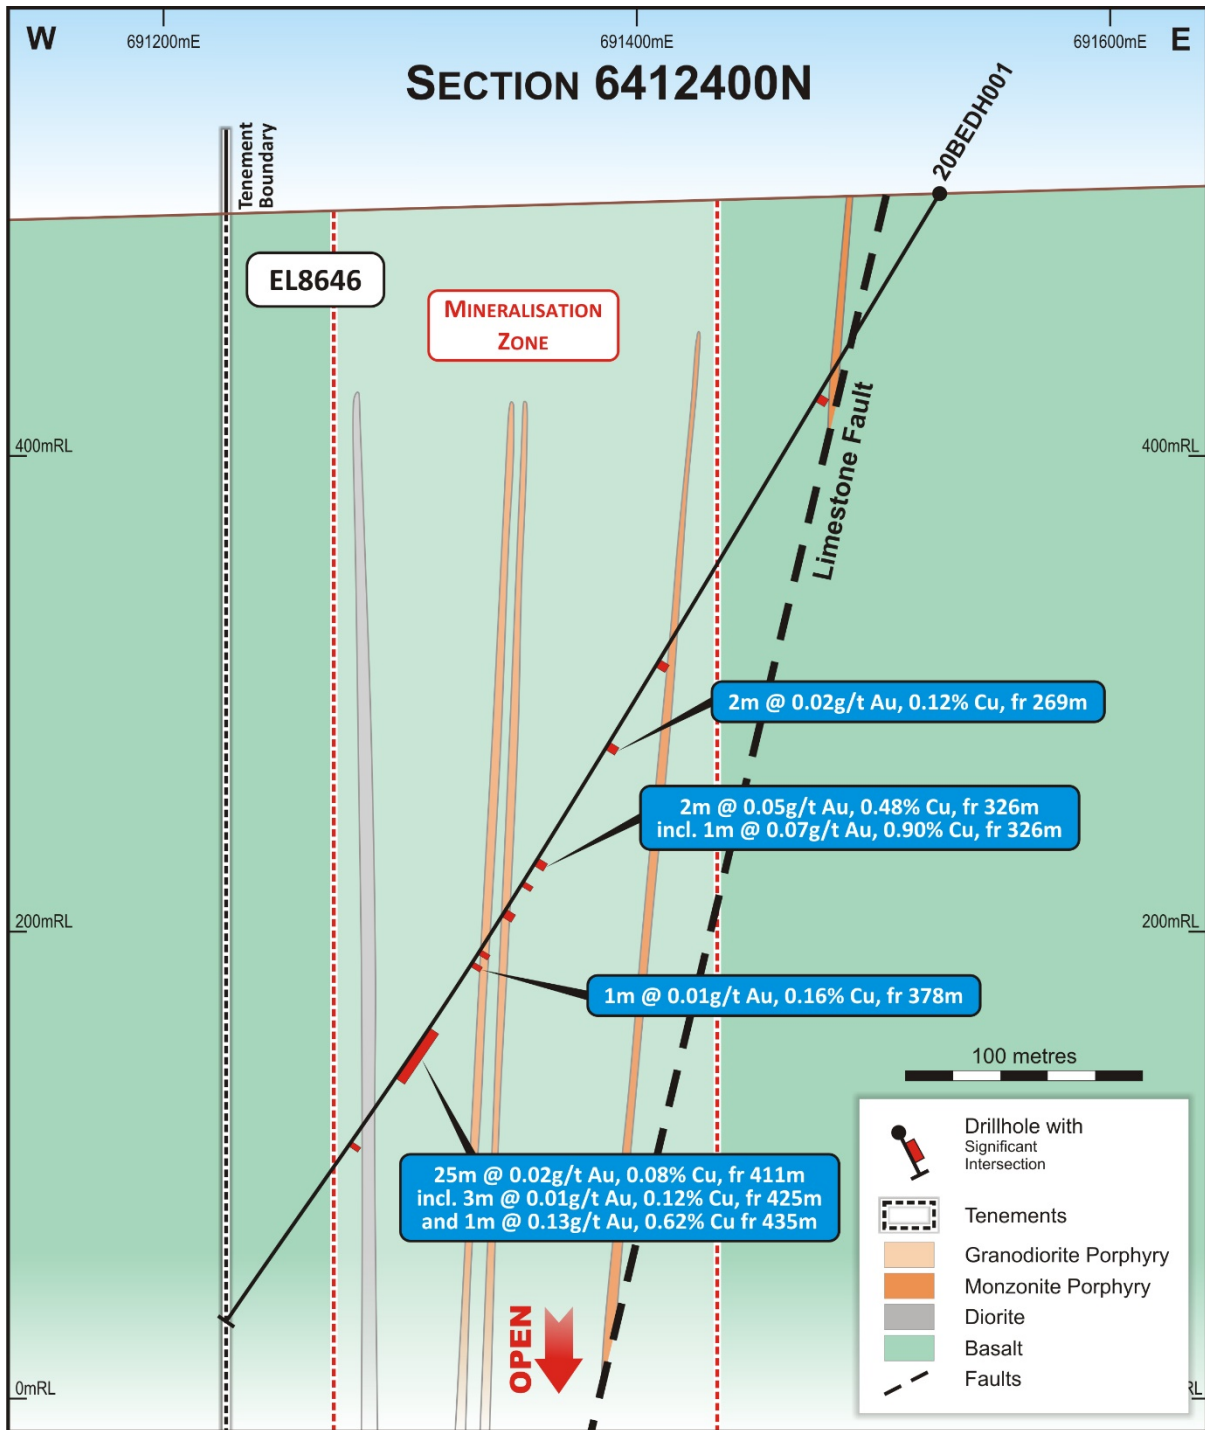 W
691200mE
691400mE
691600mE
E
SECTION 6412400N
20BEDH001
Tenement
Boundary
EL8646
MINERALISATION
ZONE
Limestone Fault
400mRL
400mRL
2m @ 0.02g/t Au, 0.12% Cu, fr 269m
2m @ 0.05g/t Au, 0.48% Cu, fr 326m
incl. 1m @ 0.07g/t Au, 0.90% Cu, fr 326m
200mRL
200mRL
1m @ 0.01g/t Au, 0.16% Cu, fr 378m
100 metres
25m @ 0.02g/t Au, 0.08% Cu, fr 411m
incl. 3m @ 0.01g/t Au, 0.12% Cu, fr 425m
and 1m @ 0.13g/t Au, 0.62% Cu fr 435m
Drillhole with
Significant
Intersection
Tenements
Granodiorite Porphyry
Monzonite Porphyry
Diorite
Basalt
Faults
OPEN
0mRL